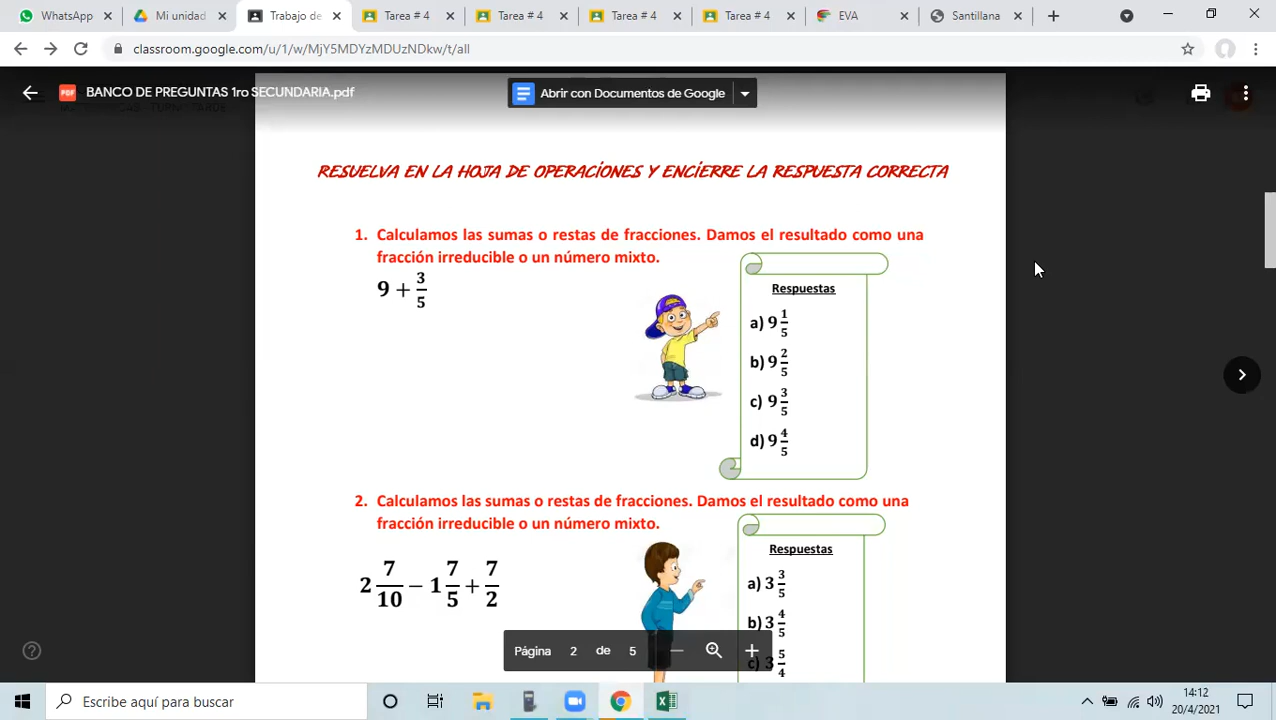 WhatsApp
Mi unidad
Trabajo de
Tarea # 4
Tarea # 4
Tarea # 4
Tarea # 4
EVA
Santillana
classroom.google.com/u/1/w/MjY5MDYzMDUzNDkw/t/all
BANCO DE PREGUNTAS 1ro SECUNDARIA.pdf
Abrir con Documentos de Google
RESUELVA EN LA HOJA DE OPERACIONES Y ENCIERRE LA RESPUESTA CORRECTA
1. Calculamos las sumas o restas de fracciones. Damos el resultado como una
fracción irreducible o un número mixto.
9 + 3/5
Respuestas
a) 9 1/5
b) 9 2/5
c) 9 3/5
d) 9 4/5
2. Calculamos las sumas o restas de fracciones. Damos el resultado como una
fracción irreducible o un número mixto.
2 7/10 − 1 7/5 + 7/2
Respuestas
a) 3 3/5
b) 3 4/5
c) 3 5/4
Página 2 de 5
Escribe aquí para buscar
14:12
20/4/2021